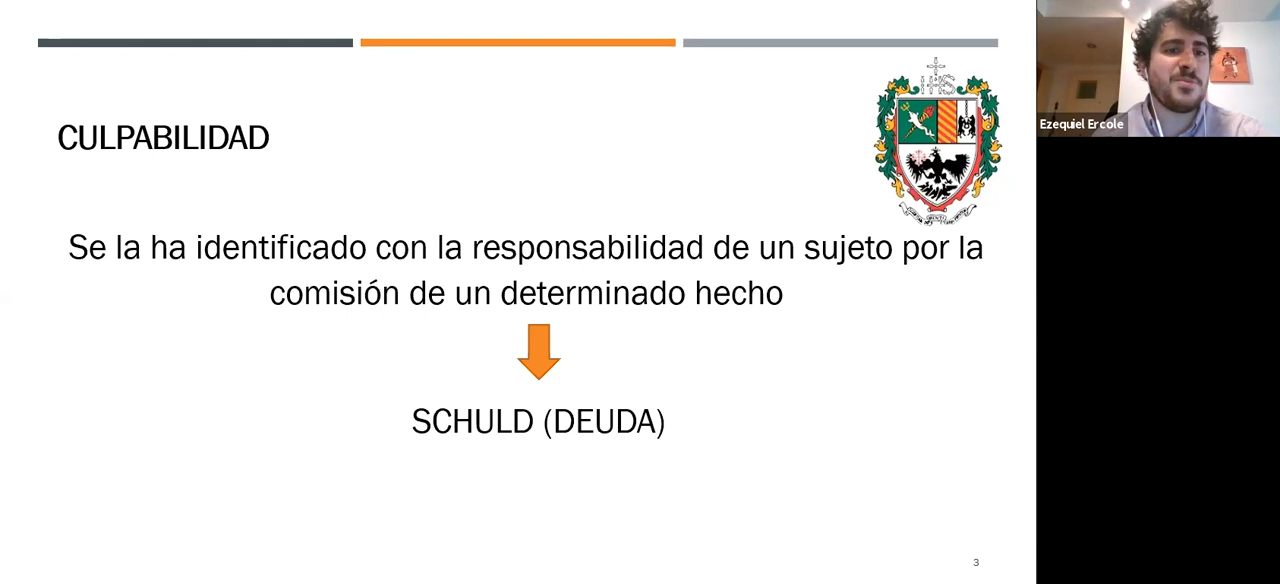 CULPABILIDAD
IHS
Se la ha identificado con la responsabilidad de un sujeto por la
comisión de un determinado hecho
SCHULD (DEUDA)
3
Ezequiel Ercole